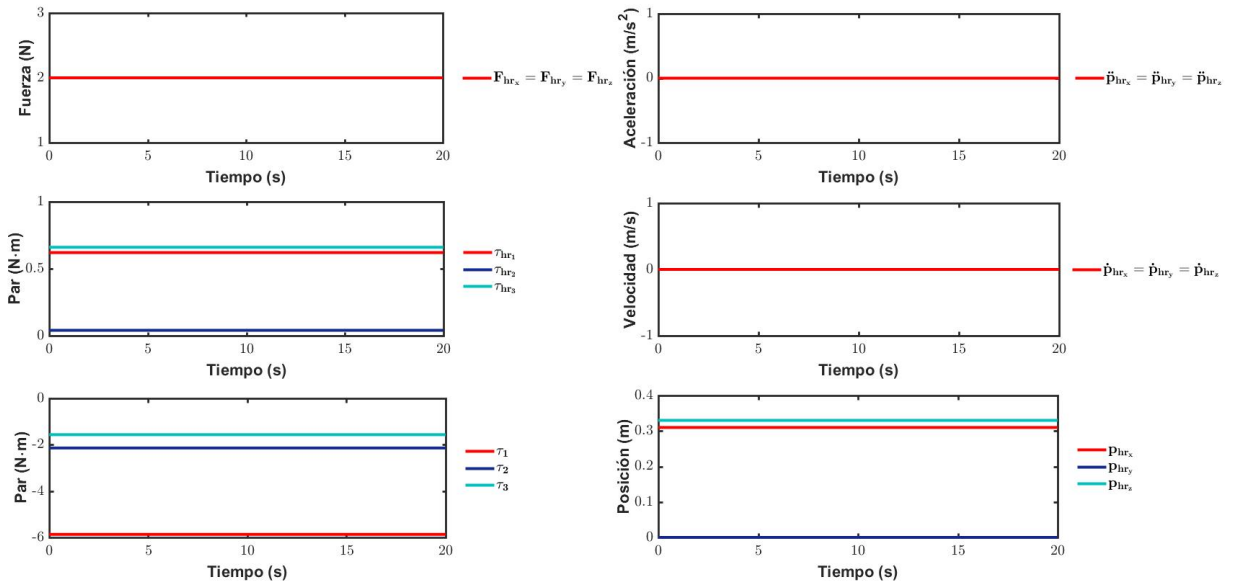 3
2
1
Fuerza (N)
0 5 10 15 20
Tiempo (s)
F_hr_x = F_hr_y = F_hr_z
1
0
-1
Aceleración (m/s²)
0 5 10 15 20
Tiempo (s)
p̈_hr_x = p̈_hr_y = p̈_hr_z
1
0.5
0
Par (N·m)
0 5 10 15 20
Tiempo (s)
τ_hr_1
τ_hr_2
τ_hr_3
1
0
-1
Velocidad (m/s)
0 5 10 15 20
Tiempo (s)
ṗ_hr_x = ṗ_hr_y = ṗ_hr_z
0
-2
-4
-6
Par (N·m)
0 5 10 15 20
Tiempo (s)
τ_1
τ_2
τ_3
0.4
0.3
0.2
0.1
0
Posición (m)
0 5 10 15 20
Tiempo (s)
p_hr_x
p_hr_y
p_hr_z